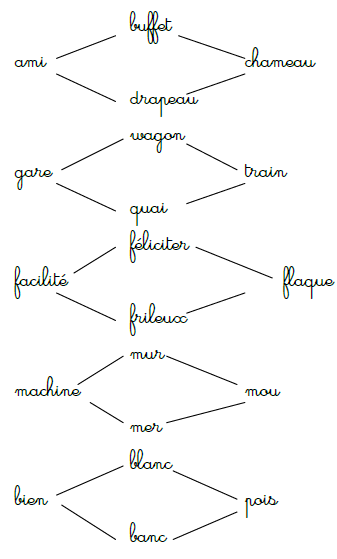 buffet
ami chameau
drapeau
wagon
gare train
quai
féliciter
facilité flaque
frileux
mur
machine mou
mer
blanc
bien pois
banc